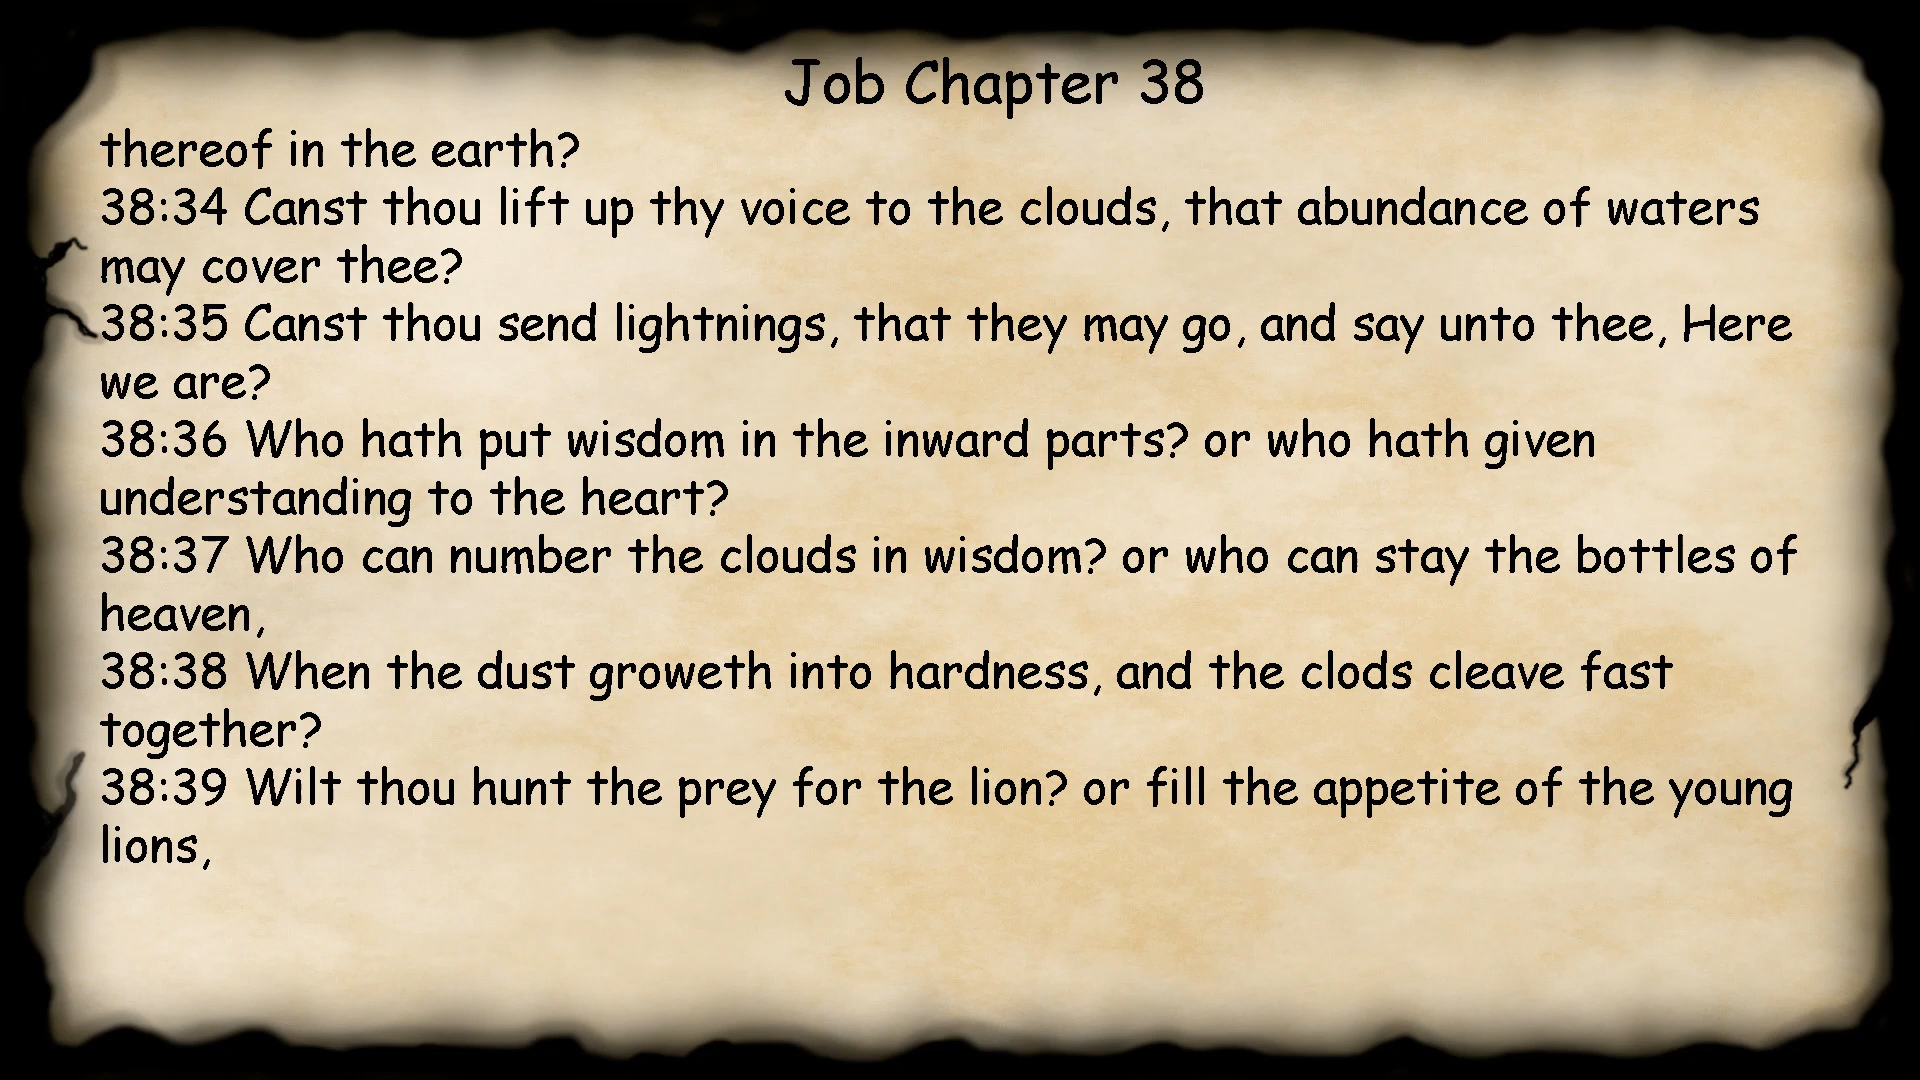 Job Chapter 38
thereof in the earth?
38:34 Canst thou lift up thy voice to the clouds, that abundance of waters
may cover thee?
38:35 Canst thou send lightnings, that they may go, and say unto thee, Here
we are?
38:36 Who hath put wisdom in the inward parts? or who hath given
understanding to the heart?
38:37 Who can number the clouds in wisdom? or who can stay the bottles of
heaven,
38:38 When the dust groweth into hardness, and the clods cleave fast
together?
38:39 Wilt thou hunt the prey for the lion? or fill the appetite of the young
lions,